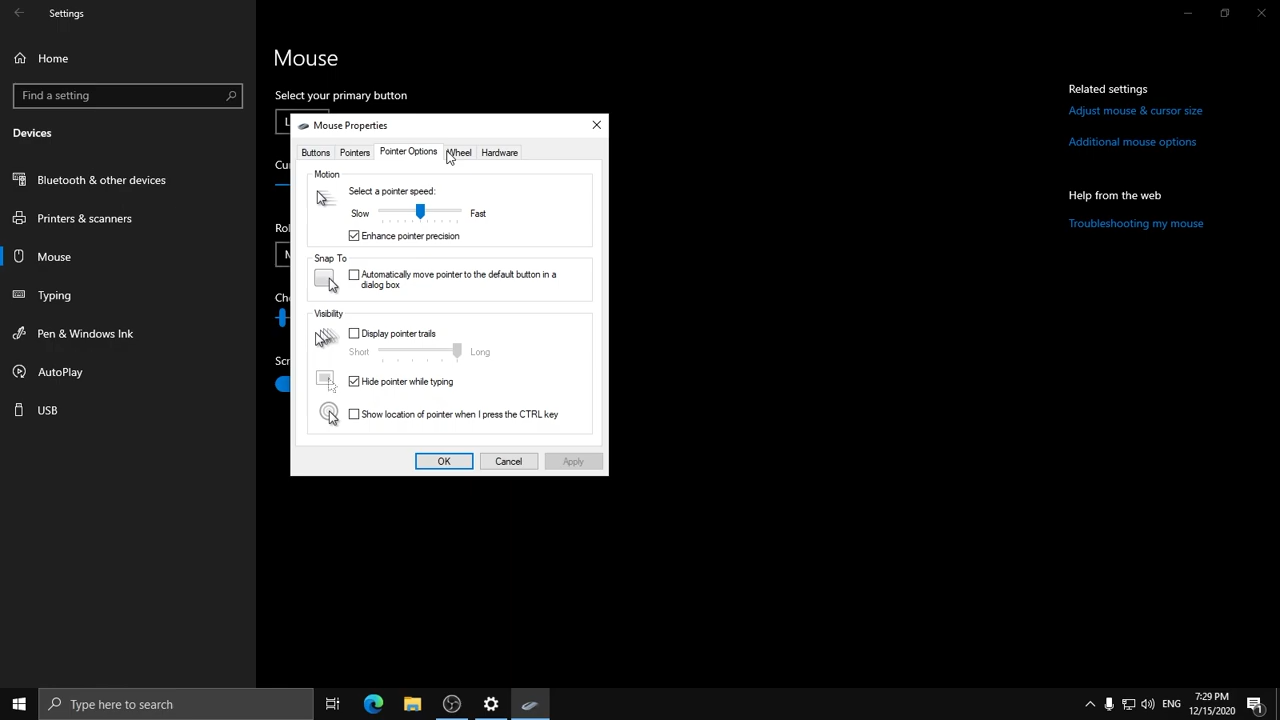 Settings
Home
Find a setting
Devices
Bluetooth & other devices
Printers & scanners
Mouse
Typing
Pen & Windows Ink
AutoPlay
USB
Mouse
Select your primary button
Mouse Properties
Buttons
Pointers
Pointer Options
Wheel
Hardware
Motion
Select a pointer speed:
Slow
Fast
Enhance pointer precision
Snap To
Automatically move pointer to the default button in a
dialog box
Visibility
Display pointer trails
Short
Long
Hide pointer while typing
Show location of pointer when I press the CTRL key
OK
Cancel
Apply
Related settings
Adjust mouse & cursor size
Additional mouse options
Help from the web
Troubleshooting my mouse
Type here to search
ENG
7:29 PM
12/15/2020